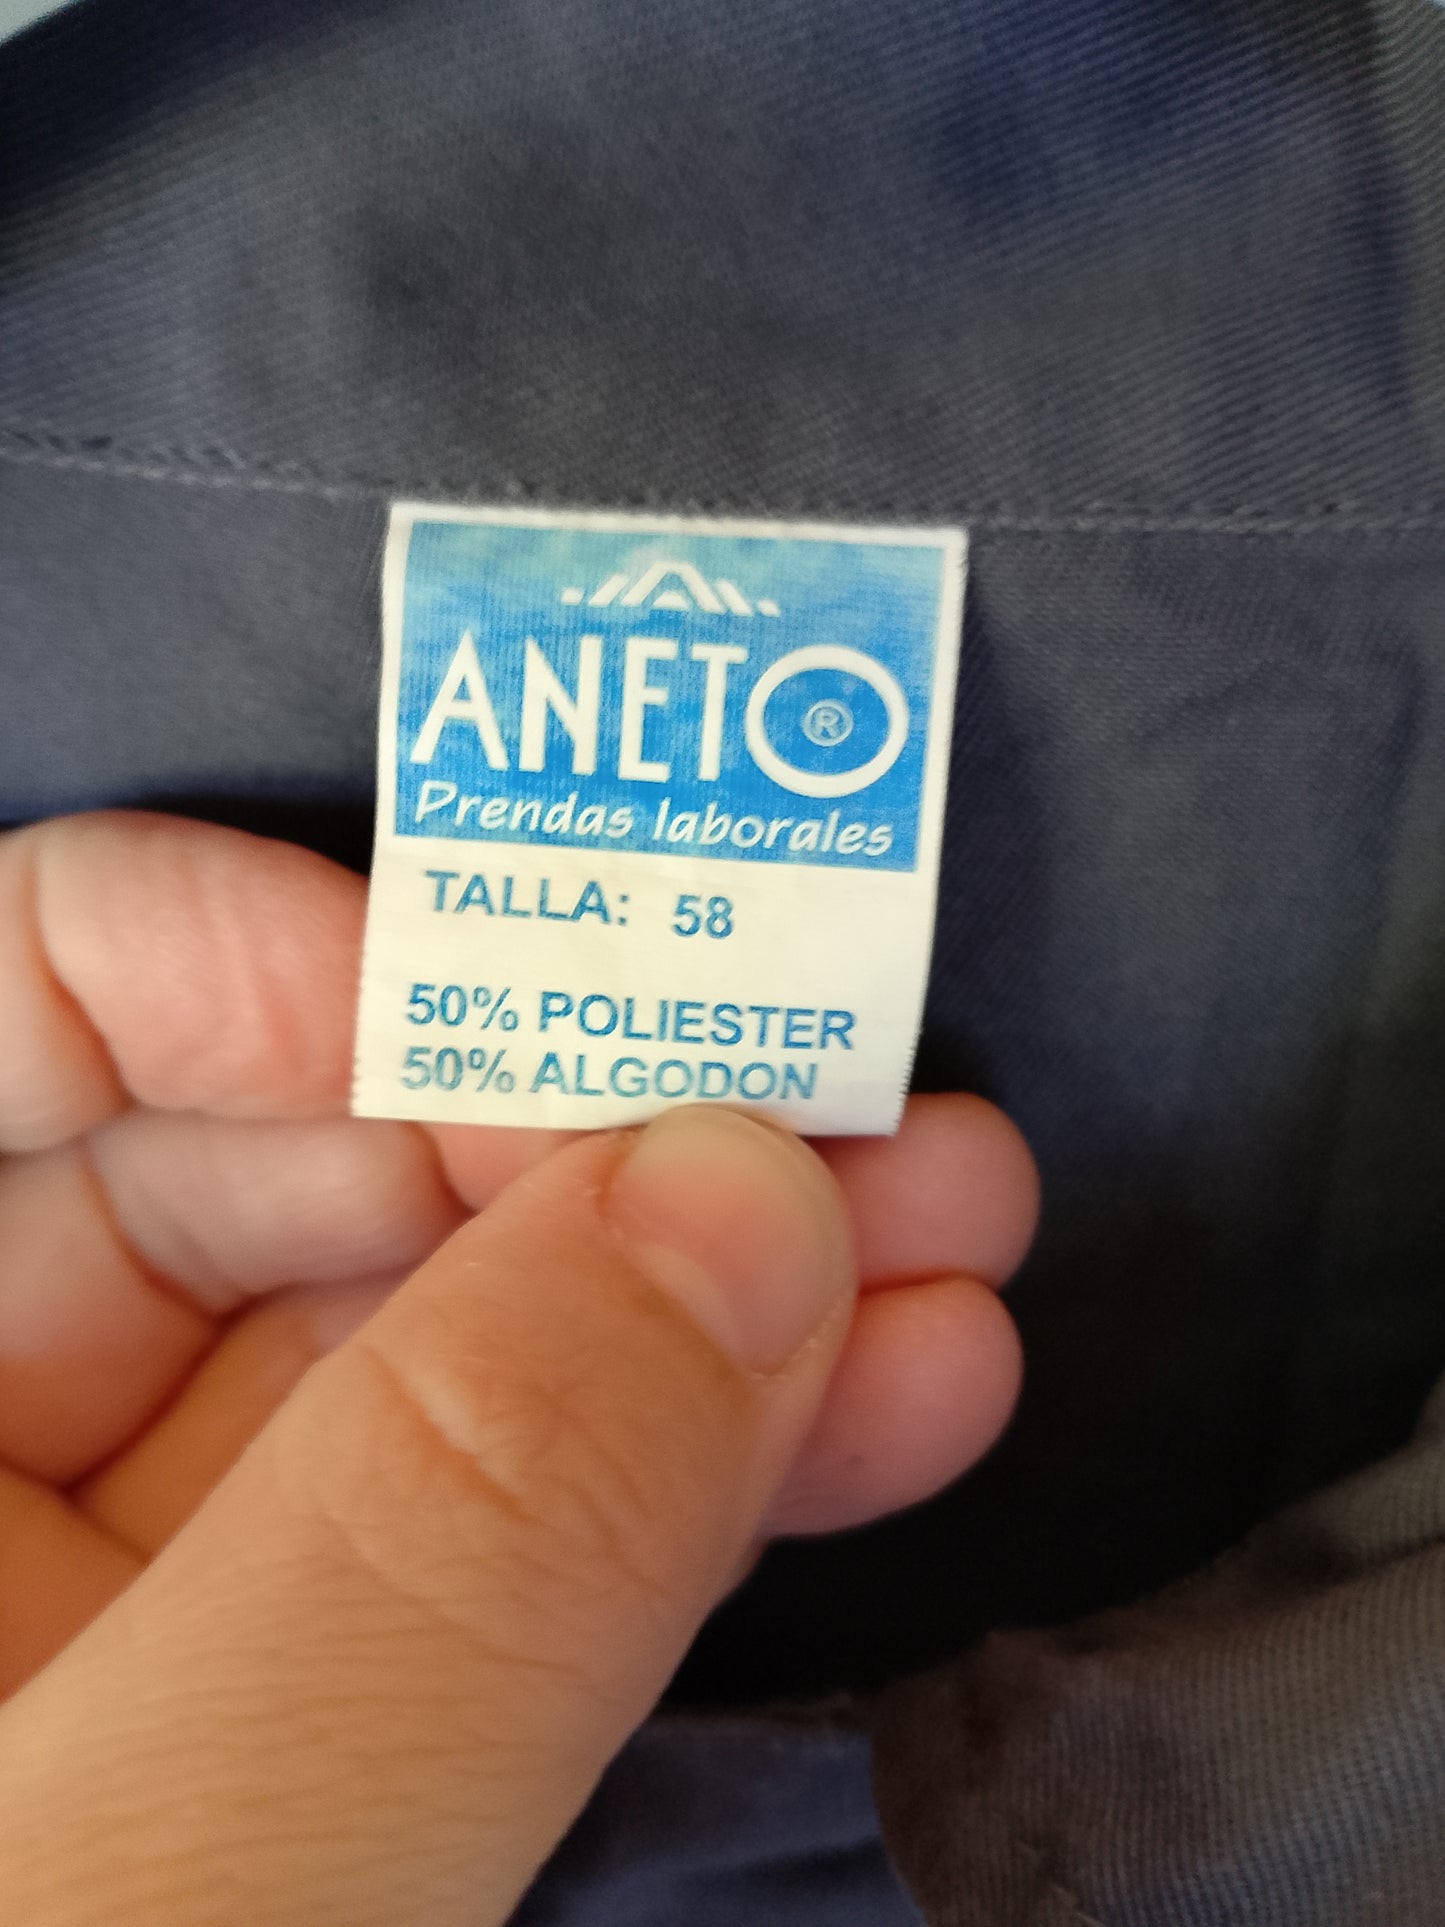 ANETO ®
Prendas laborales
TALLA: 58
50% POLIESTER
50% ALGODON